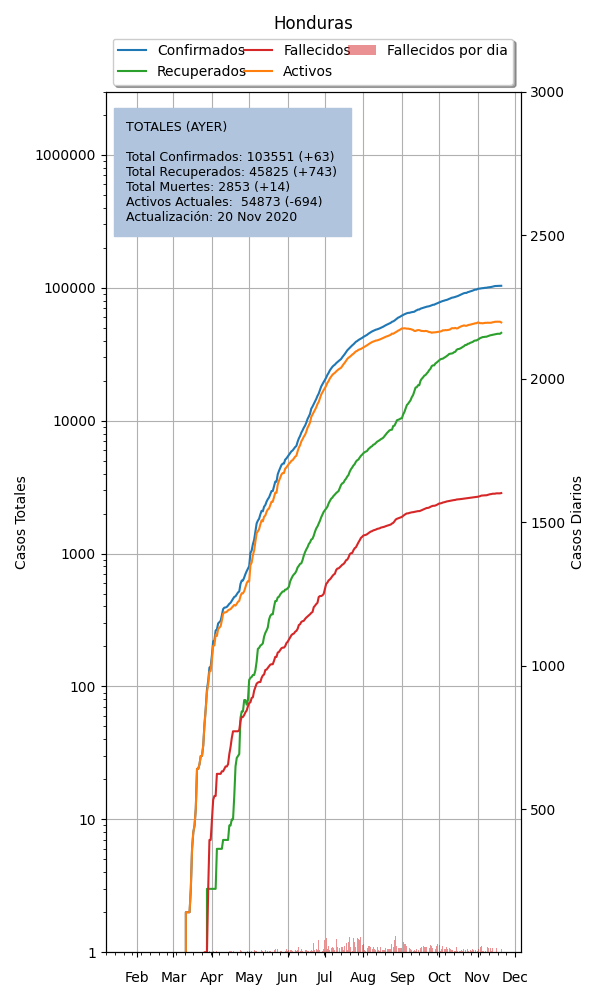 Honduras
Confirmados
Recuperados
Fallecidos
Activos
Fallecidos por dia
TOTALES (AYER)
Total Confirmados: 103551 (+63)
Total Recuperados: 45825 (+743)
Total Muertes: 2853 (+14)
Activos Actuales:  54873 (-694)
Actualización: 20 Nov 2020
Casos Totales
1000000
100000
10000
1000
100
10
1
Casos Diarios
3000
2500
2000
1500
1000
500
Feb Mar Apr May Jun Jul Aug Sep Oct Nov Dec